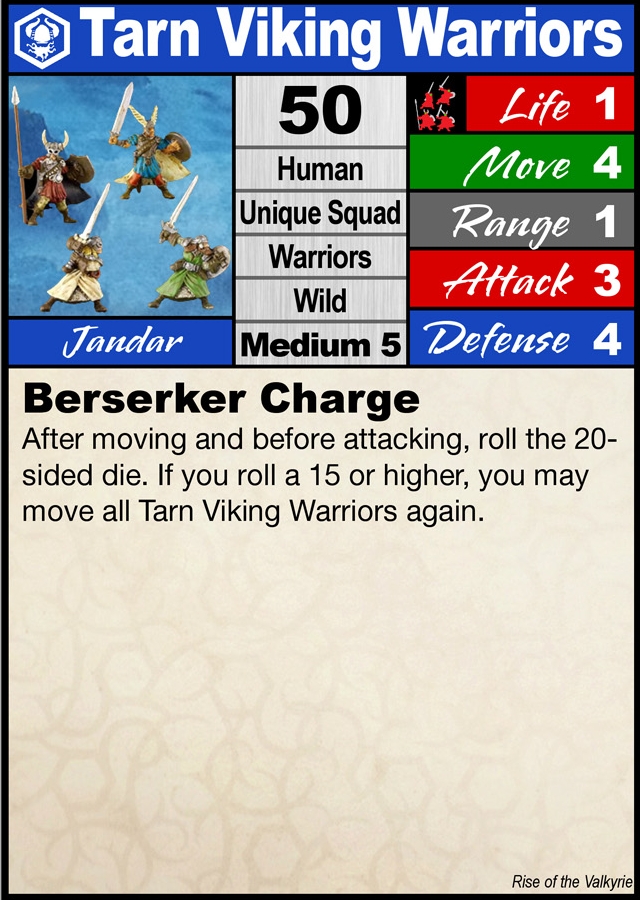 Tarn Viking Warriors
50
Human
Unique Squad
Warriors
Wild
Medium 5
Life 1
Move 4
Range 1
Attack 3
Defense 4
Jandar
Berserker Charge
After moving and before attacking, roll the 20-
sided die. If you roll a 15 or higher, you may
move all Tarn Viking Warriors again.
Rise of the Valkyrie